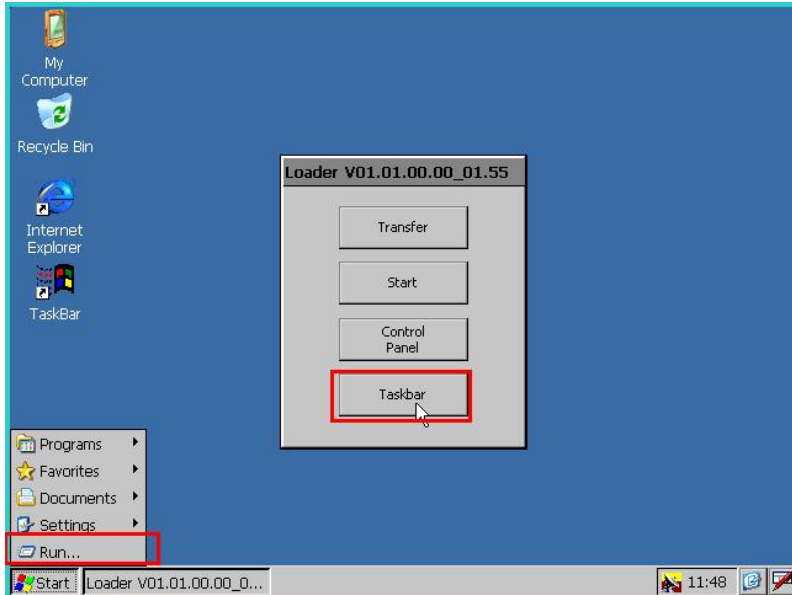 My
Computer
Recycle Bin
Internet
Explorer
TaskBar
Loader V01.01.00.00_01.55
Transfer
Start
Control
Panel
Taskbar
Programs
Favorites
Documents
Settings
Run...
Start
Loader V01.01.00.00_0...
11:48